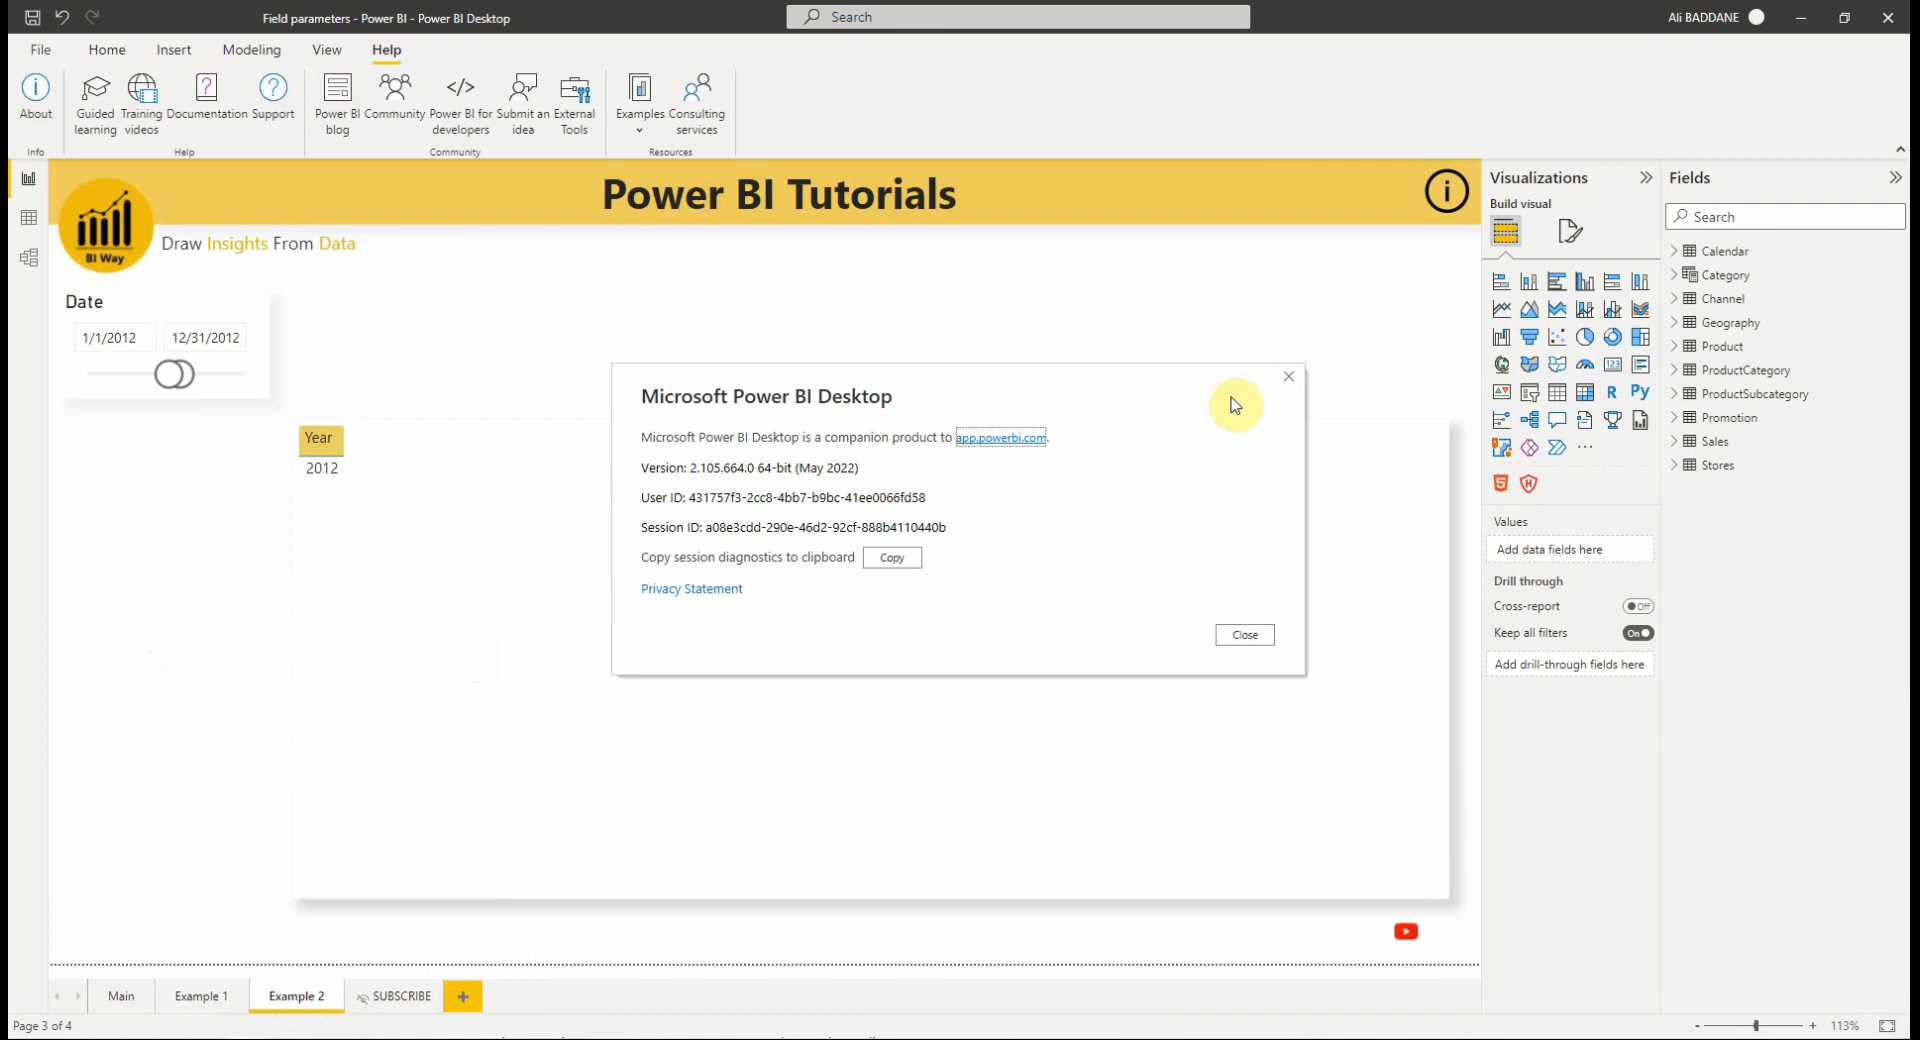 Field parameters - Power BI - Power BI Desktop
Search
Ali BADDANE
File
Home
Insert
Modeling
View
Help
About
Guided learning
Training videos
Documentation
Support
Power BI blog
Community
Power BI for developers
Submit an idea
External Tools
Examples
Consulting services
Info
Help
Community
Resources
Power BI Tutorials
BI Way
Draw Insights From Data
Date
1/1/2012
12/31/2012
Year
2012
Microsoft Power BI Desktop
Microsoft Power BI Desktop is a companion product to app.powerbi.com.
Version: 2.105.664.0 64-bit (May 2022)
User ID: 431757f3-2cc8-4bb7-b9bc-41ee0066fd58
Session ID: a08e3cdd-290e-46d2-92cf-888b4110440b
Copy session diagnostics to clipboard
Copy
Privacy Statement
Close
Visualizations
Build visual
123
R
Py
Values
Add data fields here
Drill through
Cross-report
Off
Keep all filters
On
Add drill-through fields here
Fields
Search
Calendar
Category
Channel
Geography
Product
ProductCategory
ProductSubcategory
Promotion
Sales
Stores
Main
Example 1
Example 2
SUBSCRIBE
Page 3 of 4
113%